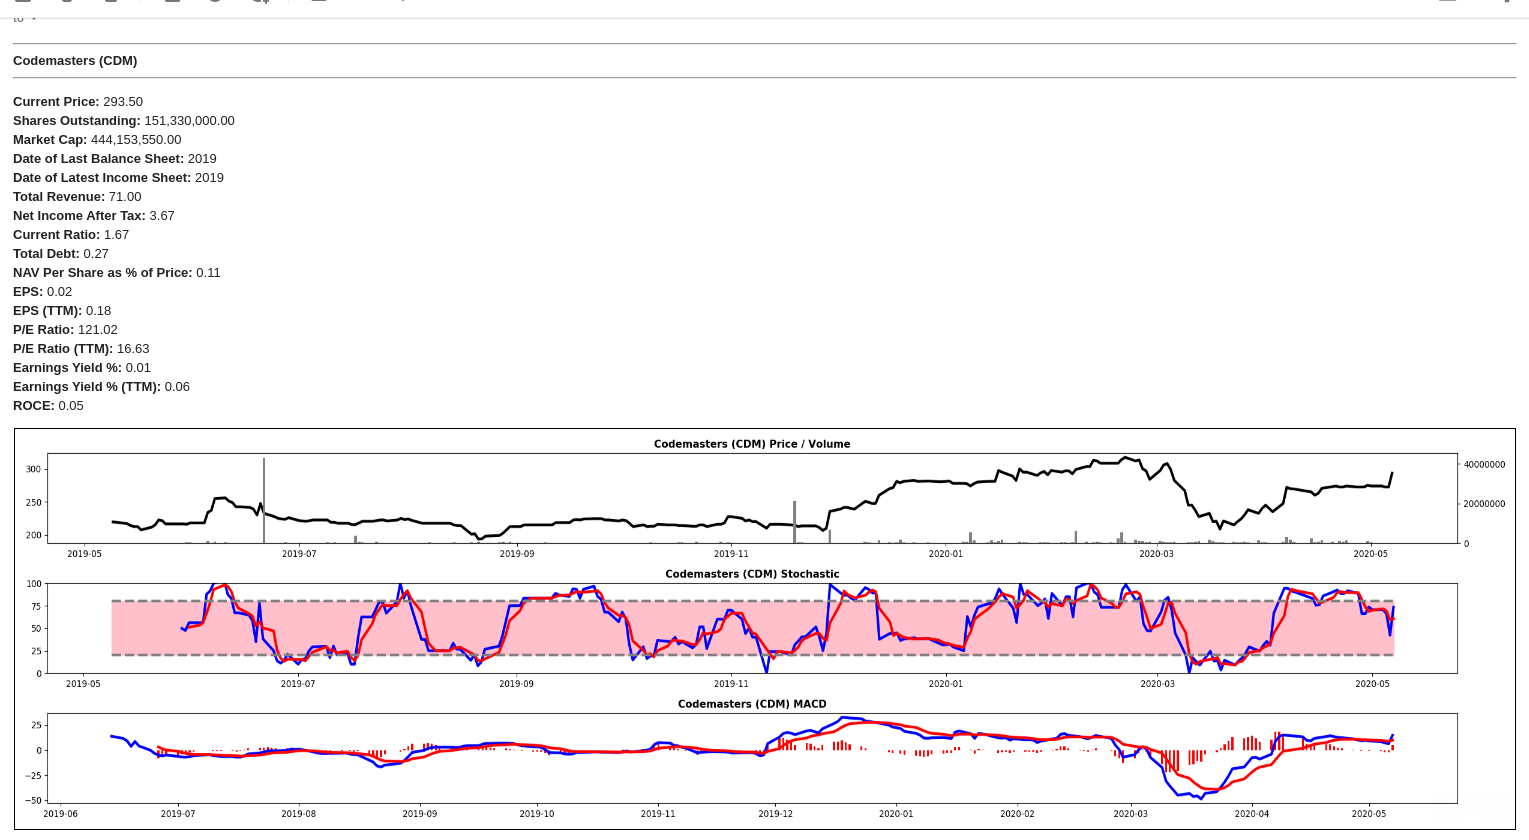 to
Codemasters (CDM)
Current Price: 293.50
Shares Outstanding: 151,330,000.00
Market Cap: 444,153,550.00
Date of Last Balance Sheet: 2019
Date of Latest Income Sheet: 2019
Total Revenue: 71.00
Net Income After Tax: 3.67
Current Ratio: 1.67
Total Debt: 0.27
NAV Per Share as % of Price: 0.11
EPS: 0.02
EPS (TTM): 0.18
P/E Ratio: 121.02
P/E Ratio (TTM): 16.63
Earnings Yield %: 0.01
Earnings Yield % (TTM): 0.06
ROCE: 0.05
Codemasters (CDM) Price / Volume
300 40000000
250 20000000
200 0
2019-05 2019-07 2019-09 2019-11 2020-01 2020-03 2020-05
Codemasters (CDM) Stochastic
100
75
50
25
0
2019-05 2019-07 2019-09 2019-11 2020-01 2020-03 2020-05
Codemasters (CDM) MACD
25
0
−25
−50
2019-06 2019-07 2019-08 2019-09 2019-10 2019-11 2019-12 2020-01 2020-02 2020-03 2020-04 2020-05